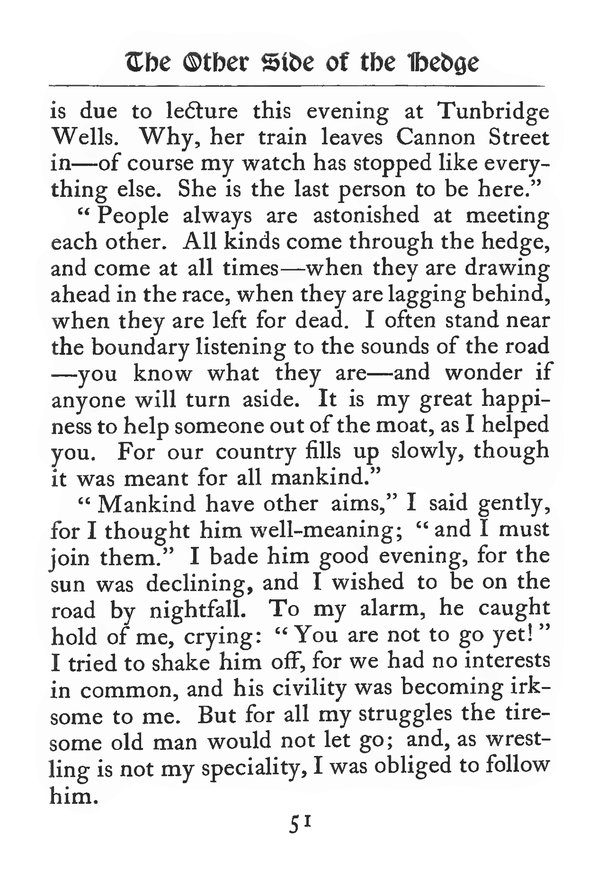 The Other Side of the Hedge
is due to lecture this evening at Tunbridge
Wells. Why, her train leaves Cannon Street
in—of course my watch has stopped like every-
thing else. She is the last person to be here.”
“People always are astonished at meeting
each other. All kinds come through the hedge,
and come at all times—when they are drawing
ahead in the race, when they are lagging behind,
when they are left for dead. I often stand near
the boundary listening to the sounds of the road
—you know what they are—and wonder if
anyone will turn aside. It is my great happi-
ness to help someone out of the moat, as I helped
you. For our country fills up slowly, though
it was meant for all mankind.”
“Mankind have other aims,” I said gently,
for I thought him well-meaning; “and I must
join them.” I bade him good evening, for the
sun was declining, and I wished to be on the
road by nightfall. To my alarm, he caught
hold of me, crying: “You are not to go yet!”
I tried to shake him off, for we had no interests
in common, and his civility was becoming irk-
some to me. But for all my struggles the tire-
some old man would not let go; and, as wrest-
ling is not my speciality, I was obliged to follow
him.
51